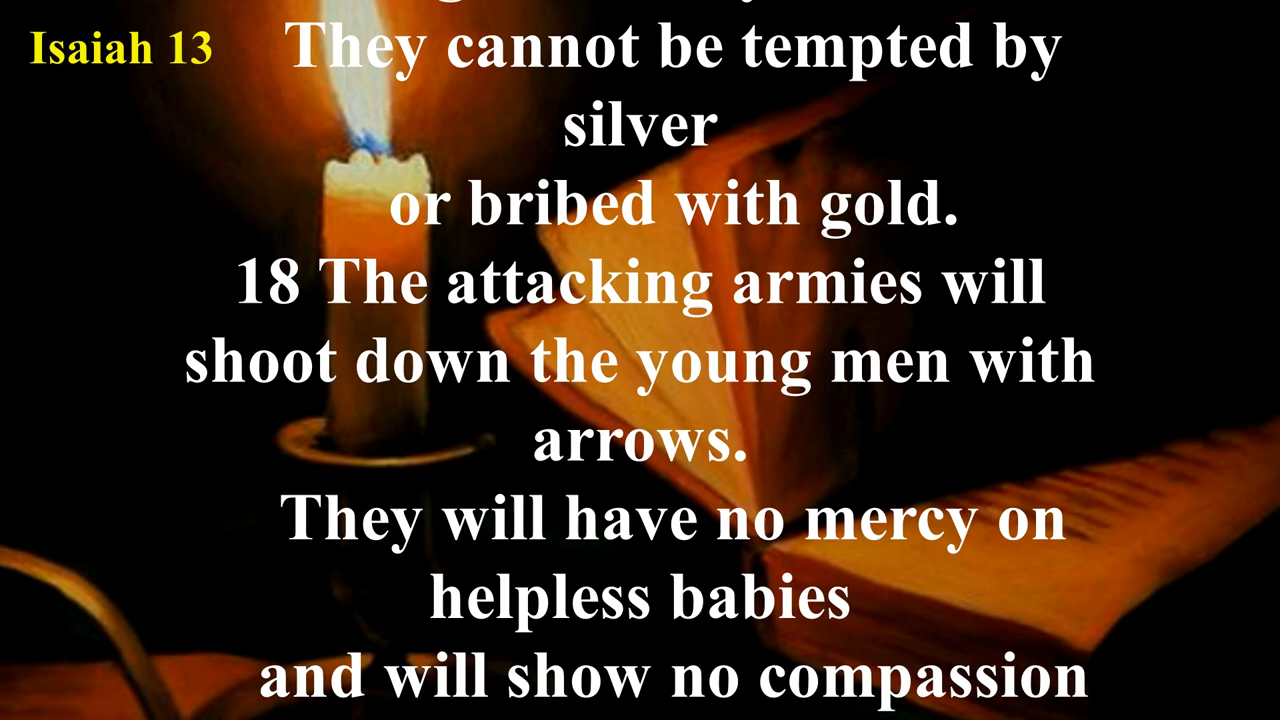 Isaiah 13
They cannot be tempted by
silver
or bribed with gold.
18 The attacking armies will
shoot down the young men with
arrows.
They will have no mercy on
helpless babies
and will show no compassion